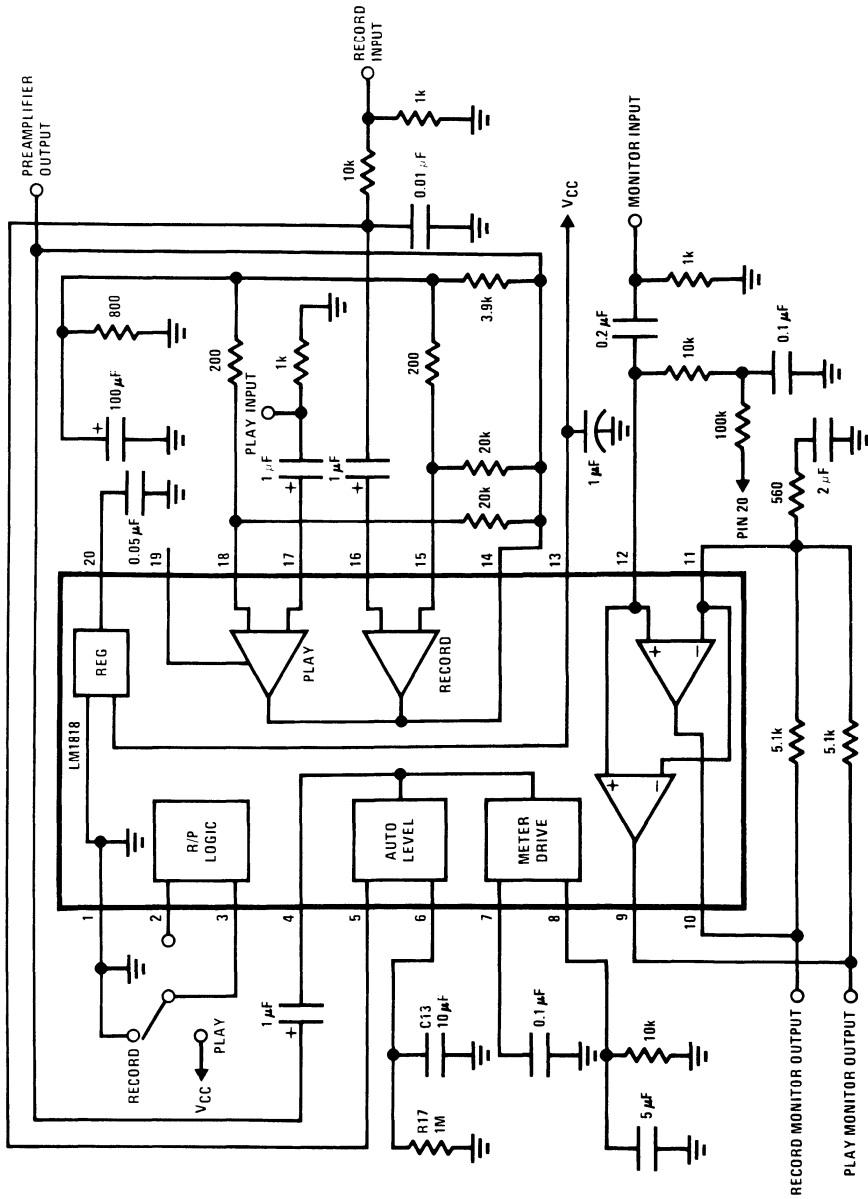 PREAMPLIFIER
OUTPUT
RECORD
INPUT
1k
10k
0.01 µF
800
100 µF
+
0.05 µF
200
1k
PLAY INPUT
1 µF
+
1 µF
+
200
3.9k
20k
20k
VCC
1 µF
MONITOR INPUT
0.2 µF
1k
10k
0.1 µF
100k
PIN 20
560
2 µF
20
19
18
17
16
15
14
13
12
11
LM1818
REG
PLAY
RECORD
R/P
LOGIC
AUTO
LEVEL
METER
DRIVE
+
−
+
−
1
2
3
4
5
6
7
8
9
10
RECORD
PLAY
VCC
1 µF
+
C13
10 µF
R17
1M
0.1 µF
10k
5 µF
5.1k
5.1k
RECORD MONITOR OUTPUT
PLAY MONITOR OUTPUT